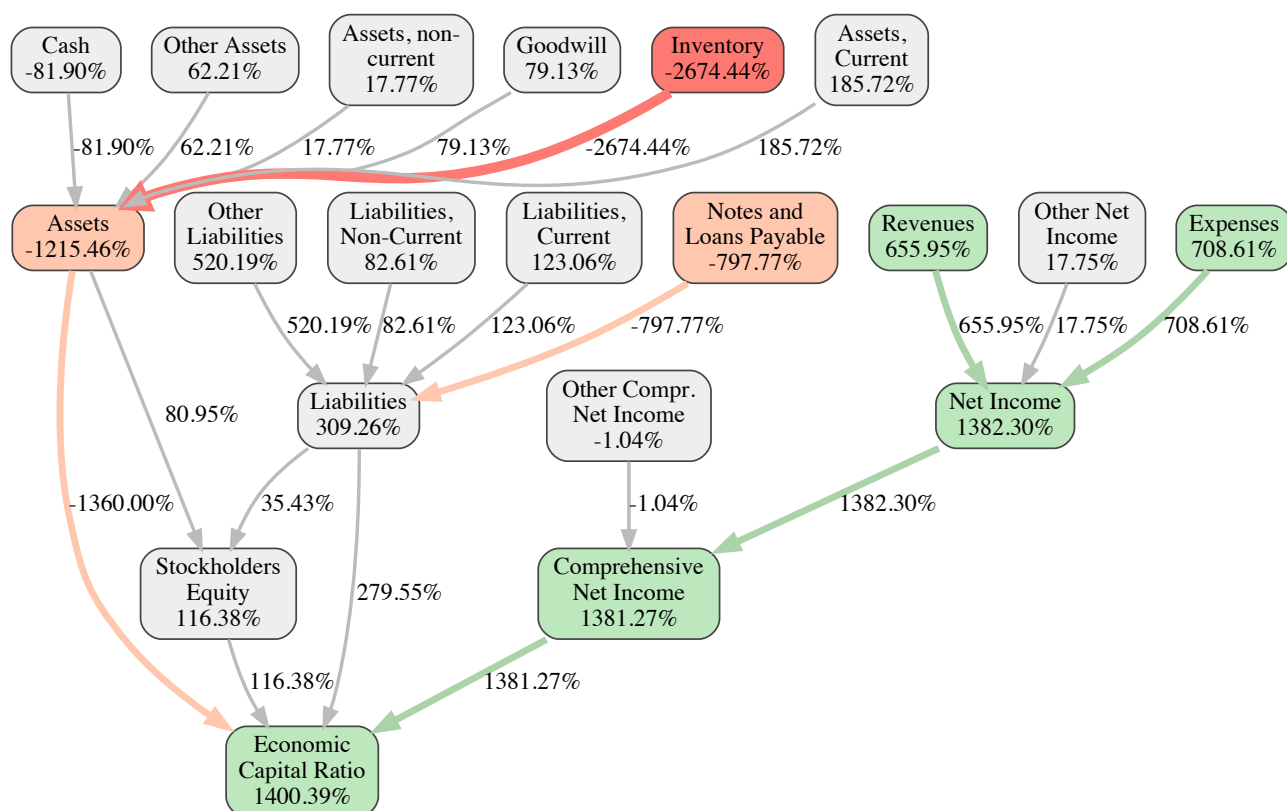 Cash
-81.90%
Other Assets
62.21%
Assets, non-
current
17.77%
Goodwill
79.13%
Inventory
-2674.44%
Assets,
Current
185.72%
-81.90%
62.21%
17.77%
79.13%
-2674.44%
185.72%
Assets
-1215.46%
Other
Liabilities
520.19%
Liabilities,
Non-Current
82.61%
Liabilities,
Current
123.06%
Notes and
Loans Payable
-797.77%
Revenues
655.95%
Other Net
Income
17.75%
Expenses
708.61%
520.19%
82.61%
123.06%
-797.77%
655.95%
17.75%
708.61%
80.95%
Liabilities
309.26%
Other Compr.
Net Income
-1.04%
Net Income
1382.30%
-1360.00%
35.43%
-1.04%
1382.30%
Stockholders
Equity
116.38%
279.55%
Comprehensive
Net Income
1381.27%
116.38%
1381.27%
Economic
Capital Ratio
1400.39%